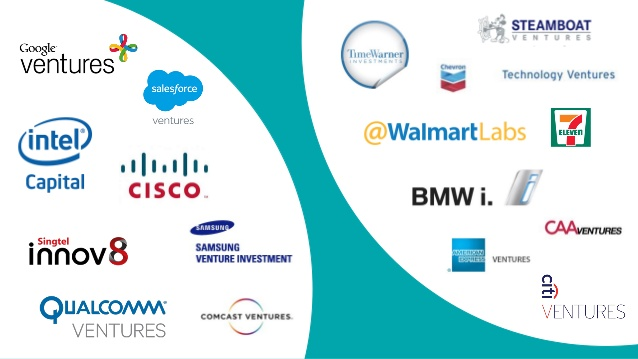 Google
ventures
salesforce
ventures
intel
Capital
CISCO
Singtel
innov8
SAMSUNG
SAMSUNG
VENTURE INVESTMENT
QUALCOMM
VENTURES
COMCAST VENTURES.
TimeWarner
INVESTMENTS
STEAMBOAT
VENTURES
Chevron
Technology Ventures
@WalmartLabs
7
ELEVEn
BMW i.
CAAVENTURES
AMERICAN
EXPRESS
VENTURES
citi
VENTURES